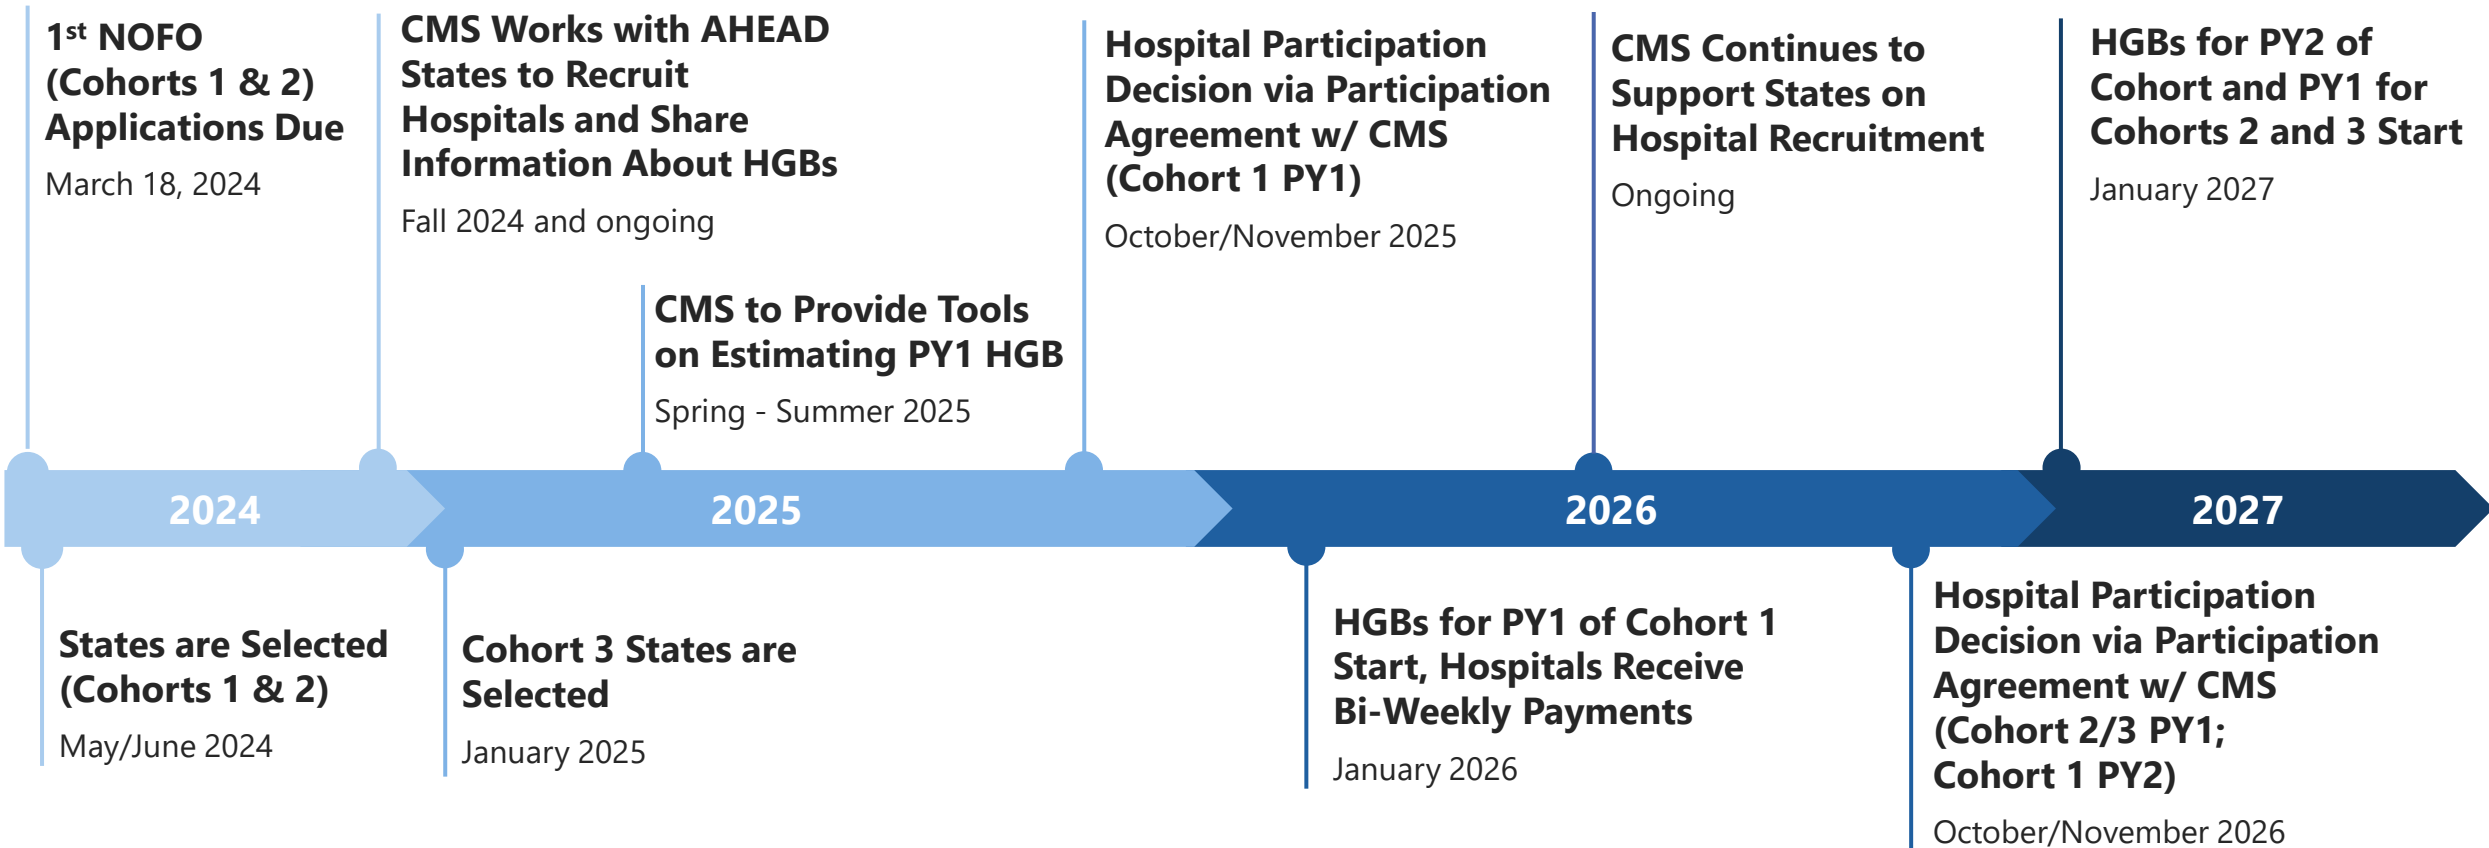 1st NOFO
(Cohorts 1 & 2)
Applications Due
March 18, 2024
CMS Works with AHEAD
States to Recruit
Hospitals and Share
Information About HGBs
Fall 2024 and ongoing
CMS to Provide Tools
on Estimating PY1 HGB
Spring - Summer 2025
Hospital Participation
Decision via Participation
Agreement w/ CMS
(Cohort 1 PY1)
October/November 2025
CMS Continues to
Support States on
Hospital Recruitment
Ongoing
HGBs for PY2 of
Cohort and PY1 for
Cohorts 2 and 3 Start
January 2027
2024
2025
2026
2027
States are Selected
(Cohorts 1 & 2)
May/June 2024
Cohort 3 States are
Selected
January 2025
HGBs for PY1 of Cohort 1
Start, Hospitals Receive
Bi-Weekly Payments
January 2026
Hospital Participation
Decision via Participation
Agreement w/ CMS
(Cohort 2/3 PY1;
Cohort 1 PY2)
October/November 2026